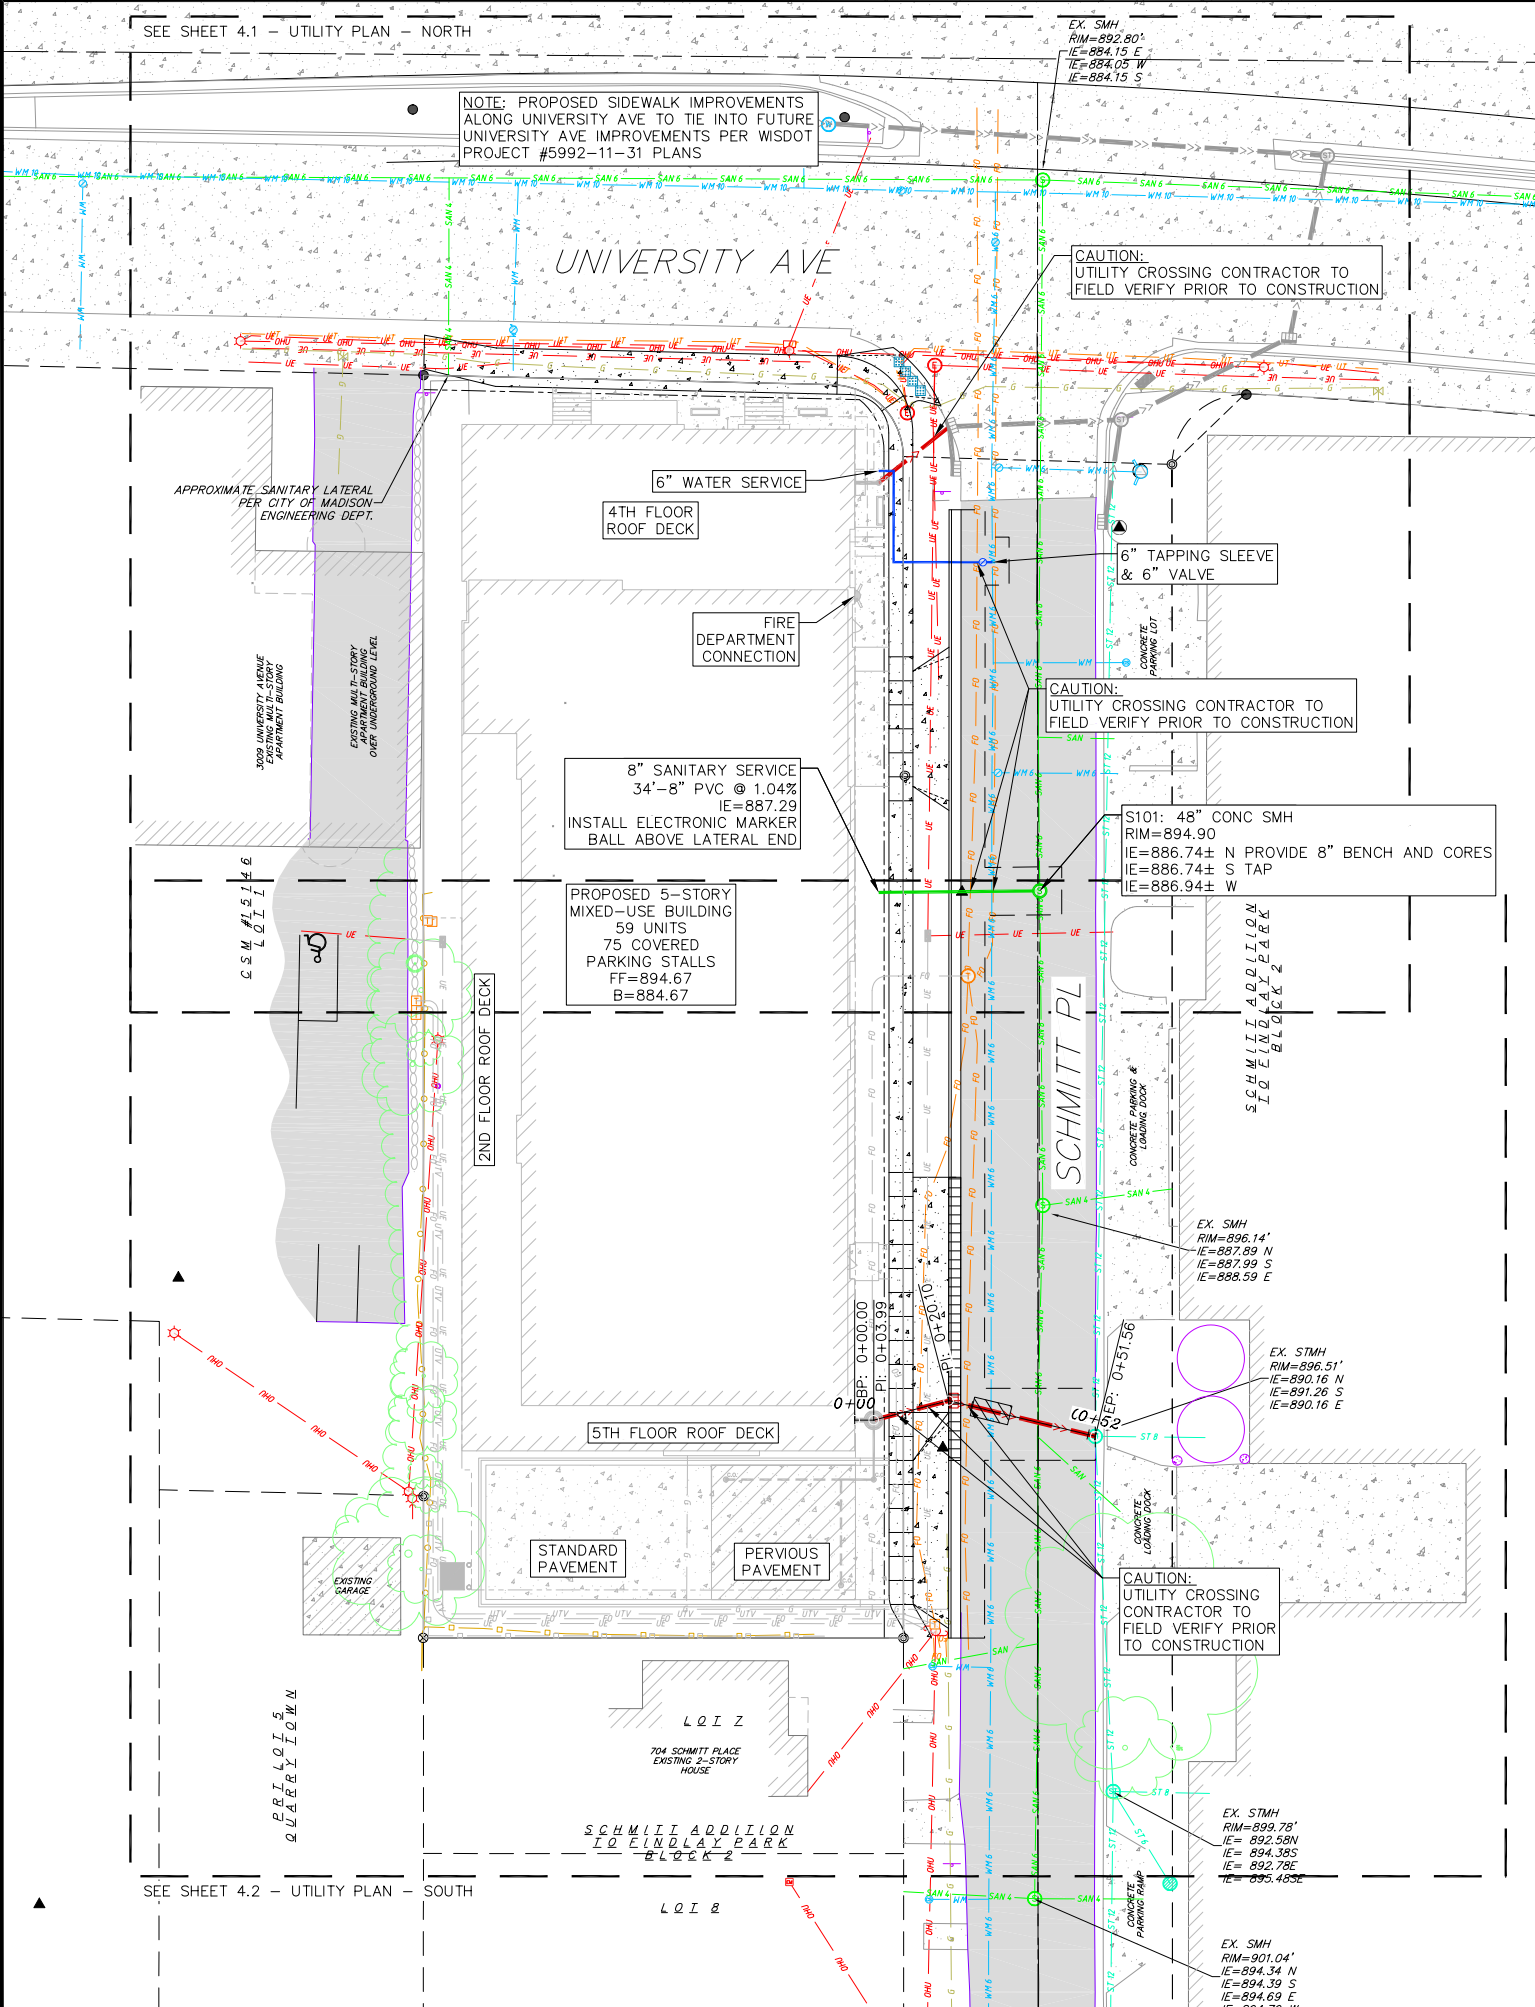 SEE SHEET 4.1 – UTILITY PLAN – NORTH
EX. SMH
RIM=892.80'
IE=884.15 E
IE=884.05 W
IE=884.15 S
NOTE: PROPOSED SIDEWALK IMPROVEMENTS
ALONG UNIVERSITY AVE TO TIE INTO FUTURE
UNIVERSITY AVE IMPROVEMENTS PER WISDOT
PROJECT #5992-11-31 PLANS
UNIVERSITY AVE
CAUTION:
UTILITY CROSSING CONTRACTOR TO
FIELD VERIFY PRIOR TO CONSTRUCTION
APPROXIMATE SANITARY LATERAL
PER CITY OF MADISON
ENGINEERING DEPT.
6" WATER SERVICE
4TH FLOOR
ROOF DECK
6" TAPPING SLEEVE
& 6" VALVE
FIRE
DEPARTMENT
CONNECTION
CONCRETE
PARKING LOT
3009 UNIVERSITY AVENUE
EXISTING MULTI-STORY
APARTMENT BUILDING
EXISTING MULTI-STORY
APARTMENT BUILDING
OVER UNDERGROUND LEVEL
CAUTION:
UTILITY CROSSING CONTRACTOR TO
FIELD VERIFY PRIOR TO CONSTRUCTION
8" SANITARY SERVICE
34'-8" PVC @ 1.04%
IE=887.29
INSTALL ELECTRONIC MARKER
BALL ABOVE LATERAL END
S101: 48" CONC SMH
RIM=894.90
IE=886.74± N PROVIDE 8" BENCH AND CORES
IE=886.74± S TAP
IE=886.94± W
CSM #15146
LOT 1
PROPOSED 5-STORY
MIXED-USE BUILDING
59 UNITS
75 COVERED
PARKING STALLS
FF=894.67
B=884.67
2ND FLOOR ROOF DECK
SCHMITT PL
SCHMITT ADDITION
TO FINDLAY PARK
BLOCK 2
CONCRETE PARKING &
LOADING DOCK
EX. SMH
RIM=896.14'
IE=887.89 N
IE=887.99 S
IE=888.59 E
BP: 0+00.00
PI: 0+03.99
PI: 0+20.10
EP: 0+51.56
0+00
0+52
EX. STMH
RIM=896.51'
IE=890.16 N
IE=891.26 S
IE=890.16 E
5TH FLOOR ROOF DECK
STANDARD
PAVEMENT
PERVIOUS
PAVEMENT
EXISTING
GARAGE
CONCRETE
LOADING DOCK
CAUTION:
UTILITY CROSSING
CONTRACTOR TO
FIELD VERIFY PRIOR
TO CONSTRUCTION
PRT LOT 5
QUARRY TOWN
LOT 7
704 SCHMITT PLACE
EXISTING 2-STORY
HOUSE
SCHMITT ADDITION
TO FINDLAY PARK
BLOCK 2
EX. STMH
RIM=899.78'
IE= 892.58N
IE= 894.38S
IE= 892.78E
IE= 895.48SE
SEE SHEET 4.2 – UTILITY PLAN – SOUTH
LOT 8
CONCRETE
PARKING RAMP
EX. SMH
RIM=901.04'
IE=894.34 N
IE=894.39 S
IE=894.69 E